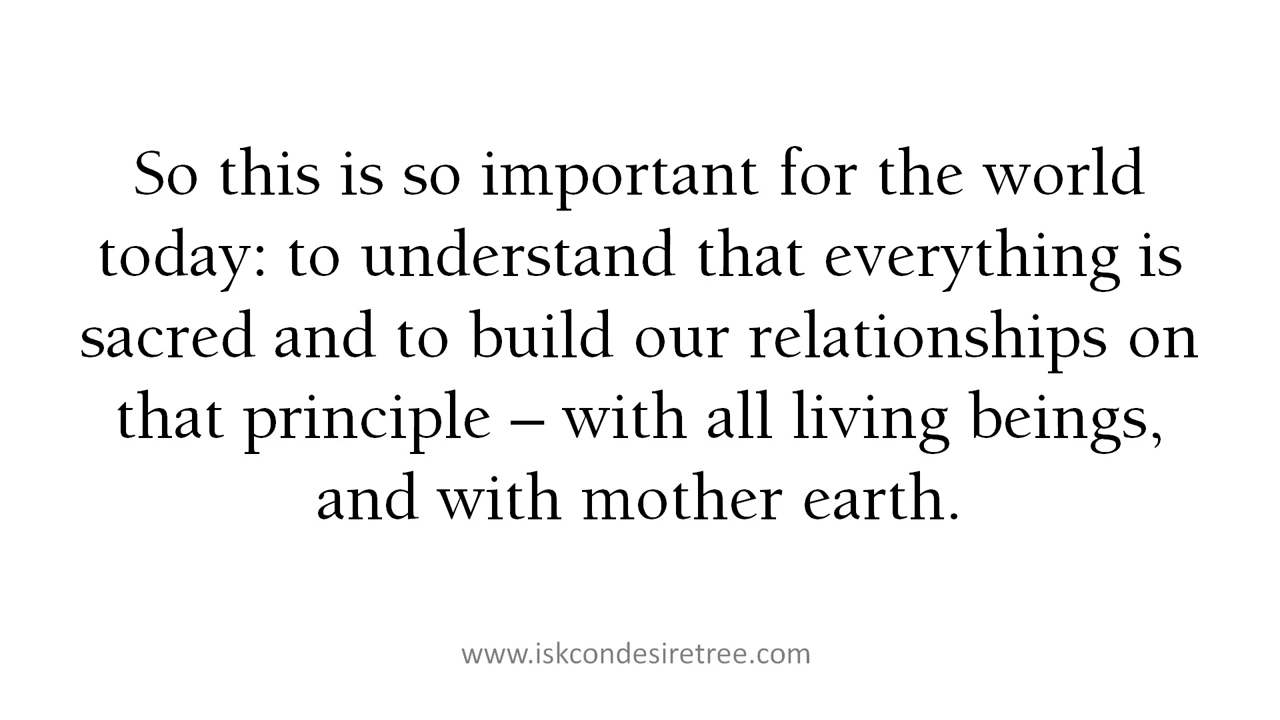 So this is so important for the world
today: to understand that everything is
sacred and to build our relationships on
that principle – with all living beings,
and with mother earth.
www.iskcondesiretree.com